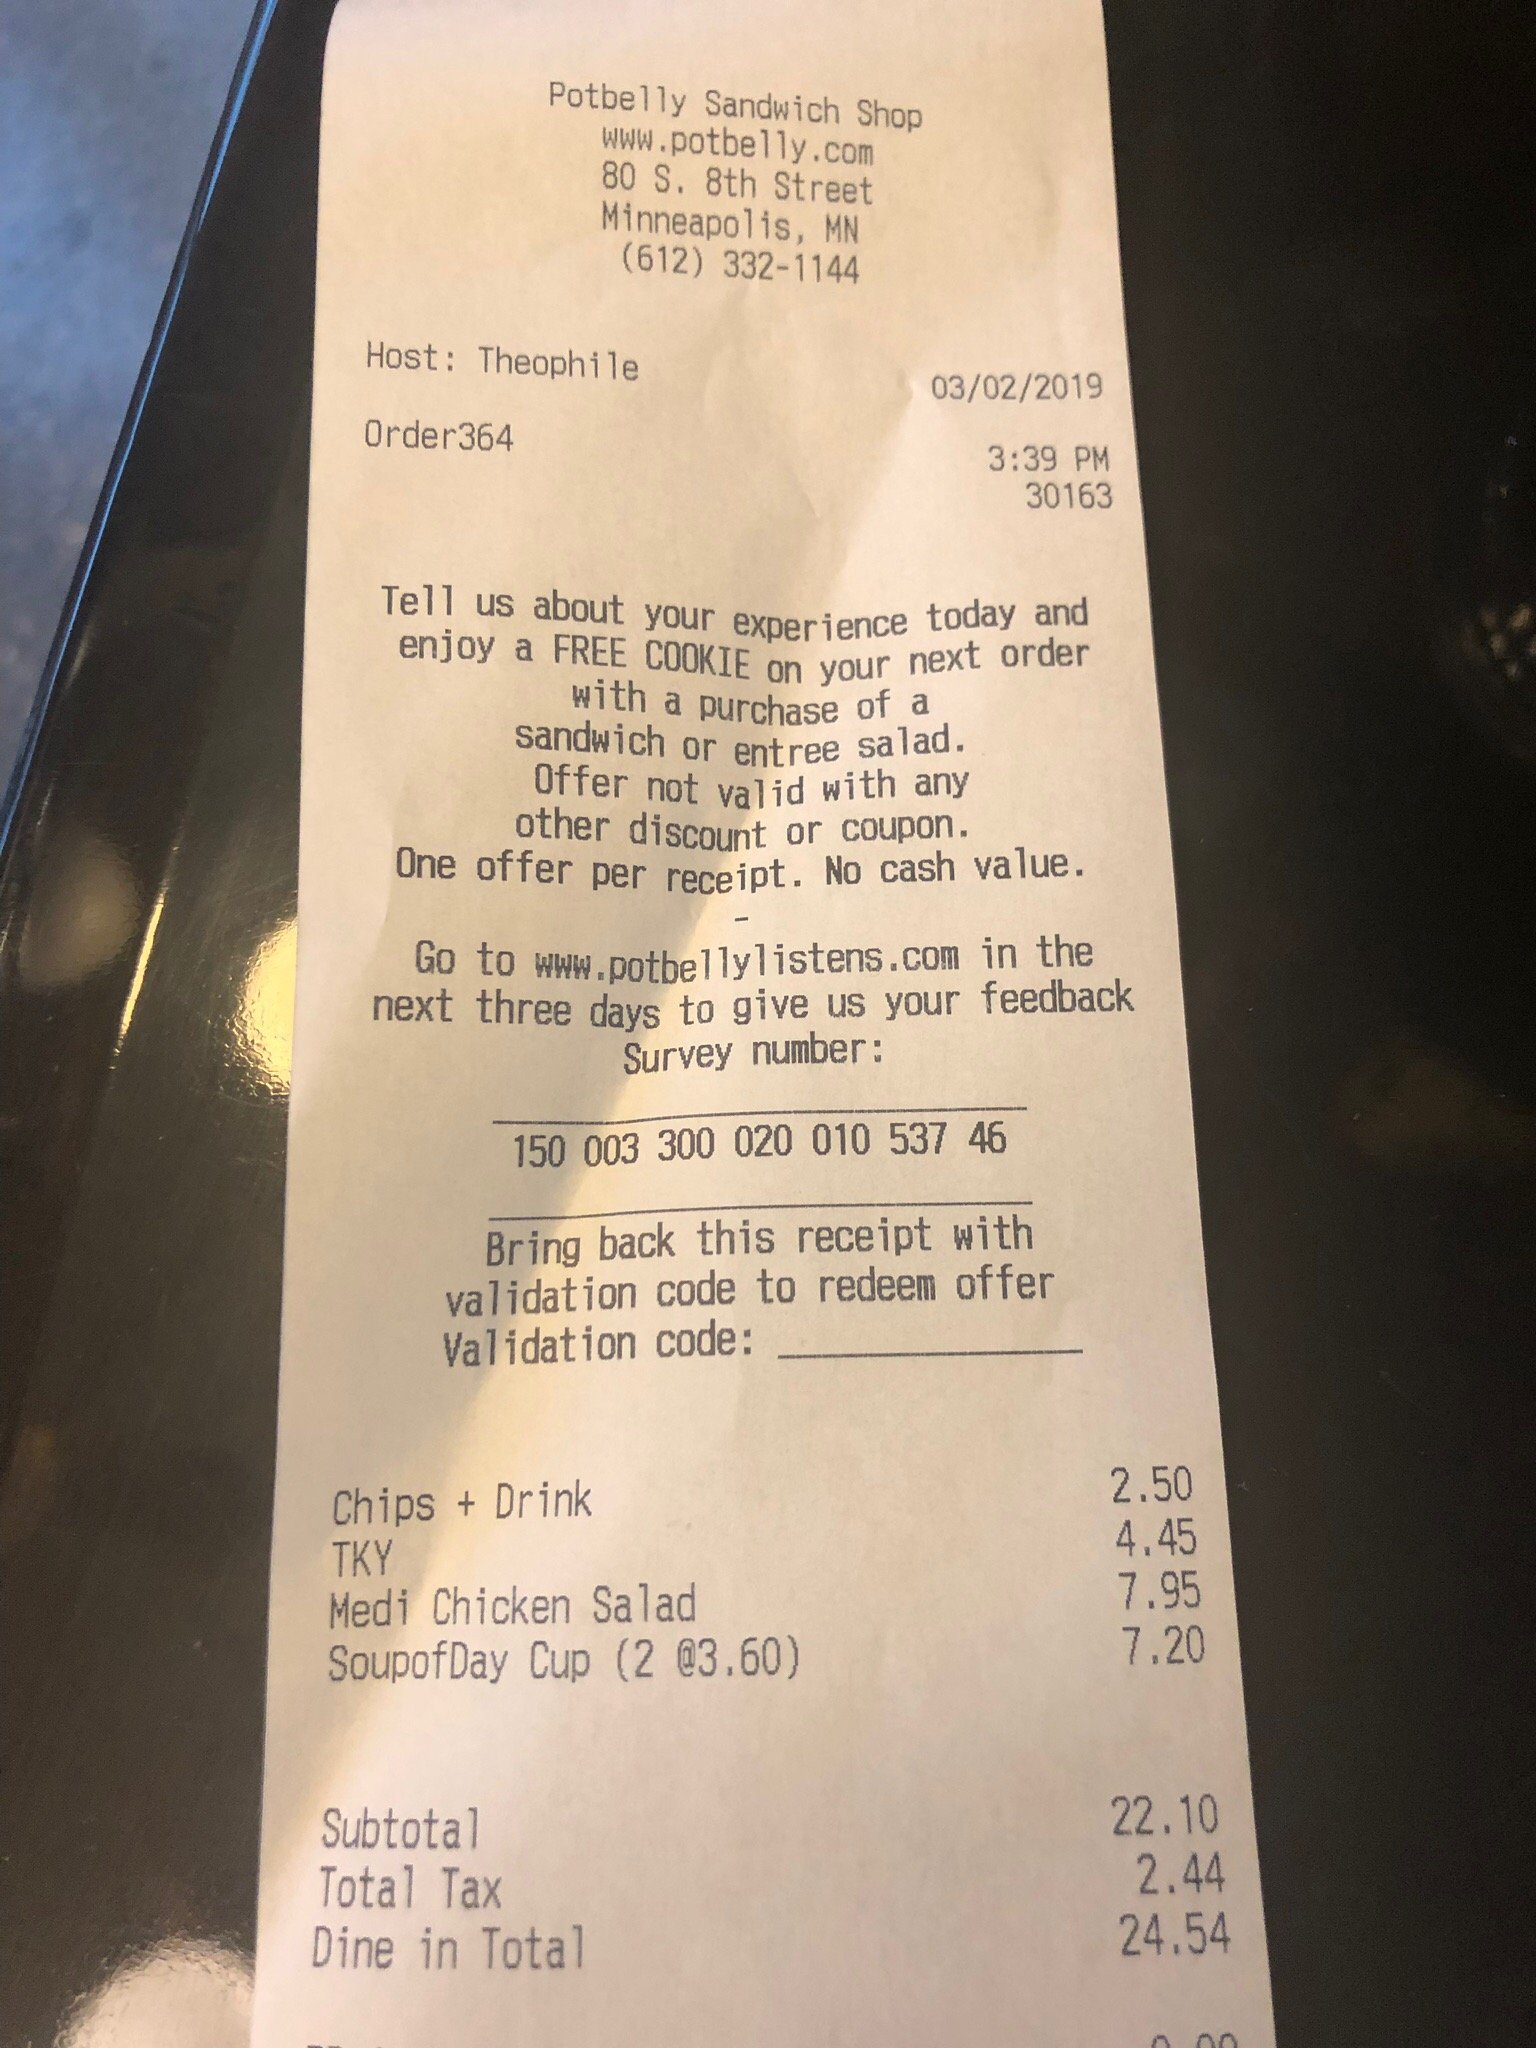 Potbelly Sandwich Shop
www.potbelly.com
80 S. 8th Street
Minneapolis, MN
(612) 332-1144
Host: Theophile
03/02/2019
Order364
3:39 PM
30163
Tell us about your experience today and
enjoy a FREE COOKIE on your next order
with a purchase of a
sandwich or entree salad.
Offer not valid with any
other discount or coupon.
One offer per receipt. No cash value.
-
Go to www.potbellylistens.com in the
next three days to give us your feedback
Survey number:
150 003 300 020 010 537 46
Bring back this receipt with
validation code to redeem offer
Validation code: ____________
Chips + Drink 2.50
TKY 4.45
Medi Chicken Salad 7.95
SoupofDay Cup (2 @3.60) 7.20
Subtotal 22.10
Total Tax 2.44
Dine in Total 24.54